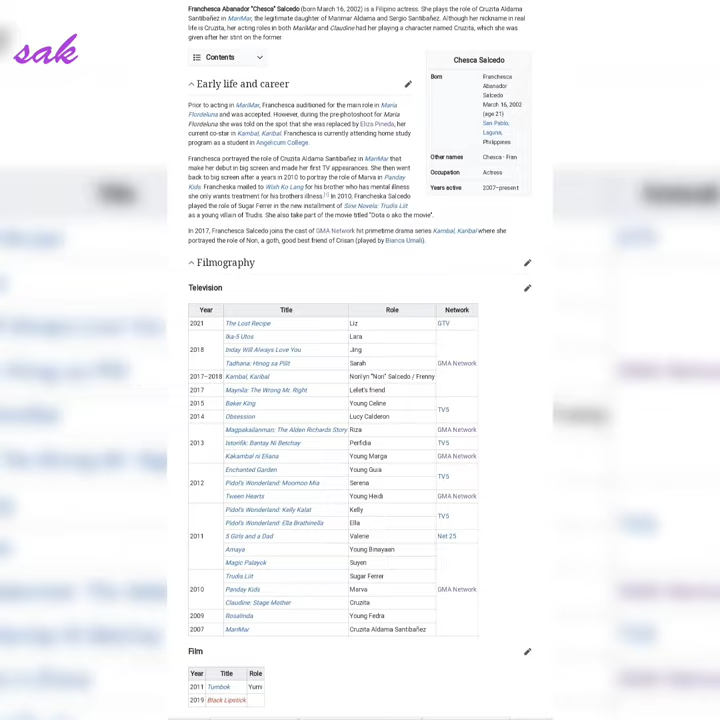 sak
Franchesca Abanador "Chesca" Salcedo (born March 16, 2002) is a Filipino actress. She plays the role of Cruzita Aldama
Santibañez in MariMar, the legitimate daughter of Marimar Aldama and Sergio Santibañez. Although her nickname in real
life is Cruzita, her acting roles in both MariMar and Claudine had her playing a character named Cruzita, which she was
given after her stint on the former
Contents
Chesca Salcedo
Born Franchesca
Abanador
Salcedo
March 16, 2002
(age 21)
San Pablo,
Laguna,
Philippines
Other names Chesca · Fran
Occupation Actress
Years active 2007–present
Early life and career
Prior to acting in MariMar, Franchesca auditioned for the main role in Maria
Flordeluna and was accepted. However, during the pre-photoshoot for Maria
Flordeluna she was told on the spot that she was replaced by Eliza Pineda, her
current co-star in Kambal, Karibal. Franchesca is currently attending home study
program as a student in Angelicum College.
Franchesca portrayed the role of Cruzita Aldama Santibañez in MariMar that
make her debut in big screen and made her first TV appearances. She then went
back to big screen after a years in 2010 to portray the role of Marva in Panday
Kids. Francheska mailed to Wish Ko Lang for his brother who has mental illness
she only wants treatment for his brothers illness.[1] In 2010, Francheska Salcedo
played the role of Sugar Ferrer in the new installment of Sine Novela: Trudis Liit
as a young villain of Trudis. She also take part of the movie titled "Dota o ako the movie".
In 2017, Franchesca Salcedo joins the cast of GMA Network hit primetime drama series Kambal, Karibal where she
portrayed the role of Non, a goth, good best friend of Crisan (played by Bianca Umali).
Filmography
Television
Year Title Role Network
2021 The Lost Recipe Liz GTV
2018 Ika-5 Utos Lara GMA Network
Inday Will Always Love You Jing
Tadhana: Hinog sa Pilit Sarah
2017–2018 Kambal, Karibal Norilyn "Non" Salcedo / Frenny
2017 Maynila: The Wrong Mr. Right Lelet's friend
2015 Baker King Young Celine TV5
2014 Obsession Lucy Calderon
2013 Magpakailanman: The Alden Richards Story Riza GMA Network
Istorifik: Bantay Ni Betchay Perfidia TV5
Kakambal ni Eliana Young Marga GMA Network
2012 Enchanted Garden Young Guia TV5
Pidol's Wonderland: Moomoo Mia Serena
Tween Hearts Young Heidi GMA Network
2011 Pidol's Wonderland: Kelly Kalat Kelly TV5
Pidol's Wonderland: Ella Brathinella Ella
5 Girls and a Dad Valerie Net 25
Amaya Young Binayaan GMA Network
Magic Palayok Suyen
2010 Trudis Liit Sugar Ferrer
Panday Kids Marva
Claudine: Stage Mother Cruzita
2009 Rosalinda Young Fedra
2007 MariMar Cruzita Aldama Santibañez
Film
Year Title Role
2011 Tumbok Yumi
2019 Black Lipstick